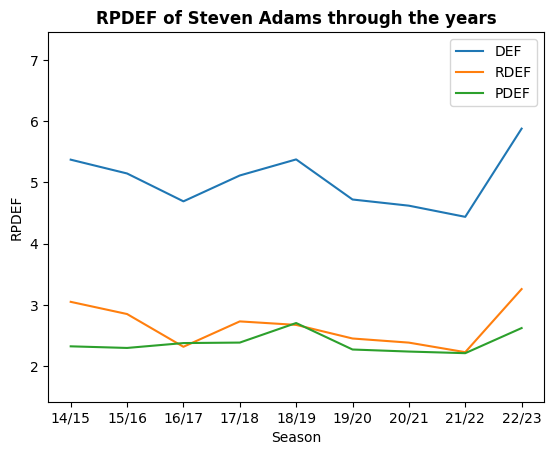 RPDEF of Steven Adams through the years
DEF
RDEF
PDEF
7
6
5
4
3
2
RPDEF
14/15 15/16 16/17 17/18 18/19 19/20 20/21 21/22 22/23
Season